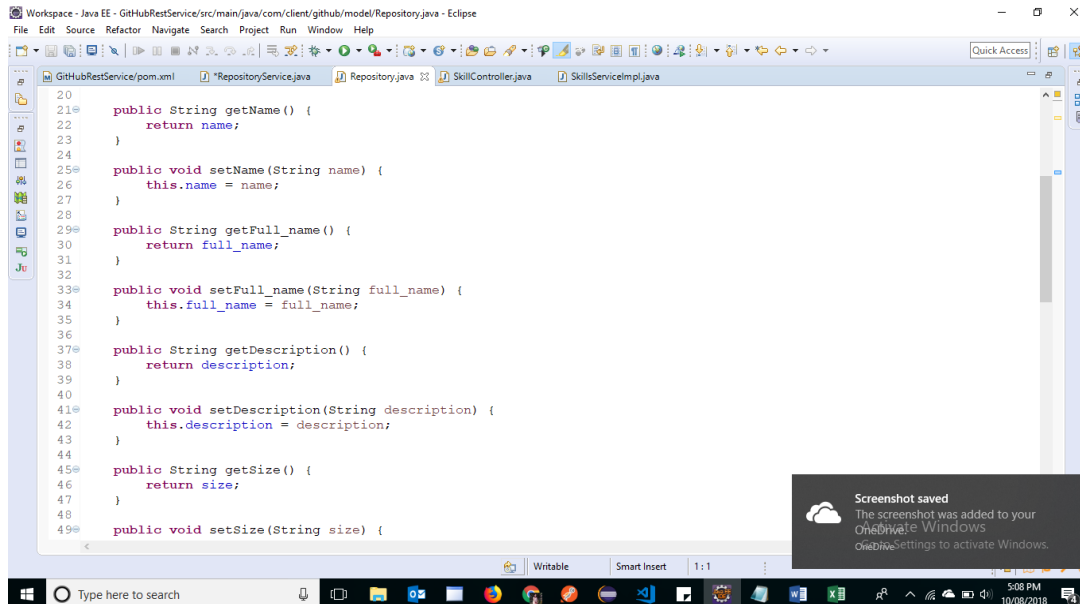 Workspace - Java EE - GitHubRestService/src/main/java/com/client/github/model/Repository.java - Eclipse
File Edit Source Refactor Navigate Search Project Run Window Help
Quick Access
GitHubRestService/pom.xml *RepositoryService.java Repository.java SkillController.java SkillsServiceImpl.java
20
21 public String getName() {
22 return name;
23 }
24
25 public void setName(String name) {
26 this.name = name;
27 }
28
29 public String getFull_name() {
30 return full_name;
31 }
32
33 public void setFull_name(String full_name) {
34 this.full_name = full_name;
35 }
36
37 public String getDescription() {
38 return description;
39 }
40
41 public void setDescription(String description) {
42 this.description = description;
43 }
44
45 public String getSize() {
46 return size;
47 }
48
49 public void setSize(String size) {
Screenshot saved
The screenshot was added to your
OneDrive.
OneDrive
Activate Windows
Go to Settings to activate Windows.
Writable Smart Insert 1 : 1
Type here to search
5:08 PM
10/08/2018